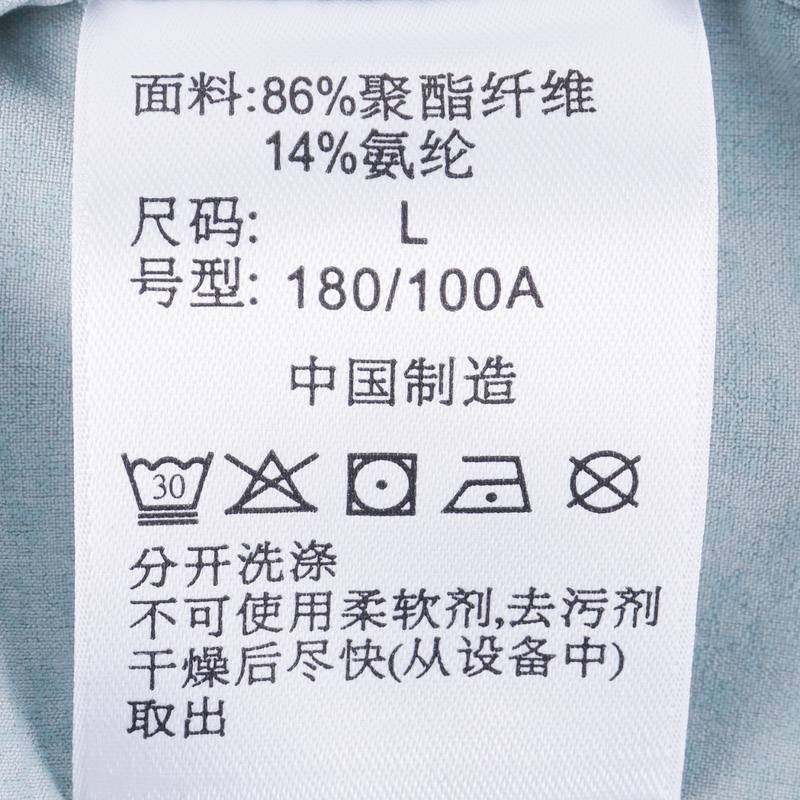 面料:86%聚酯纤维
14%氨纶
尺码: L
号型: 180/100A
中国制造
30
分开洗涤
不可使用柔软剂,去污剂
干燥后尽快(从设备中)
取出